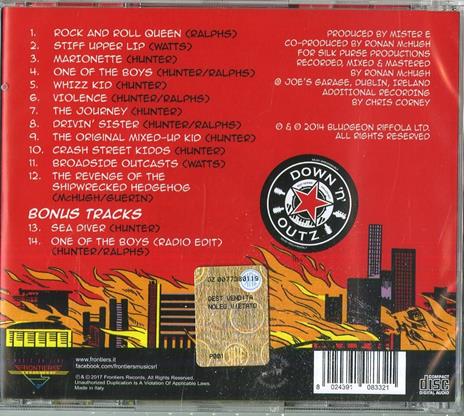 1. ROCK AND ROLL QUEEN (RALPHS)
2. STIFF UPPER LIP (WATTS)
3. MARIONETTE (HUNTER)
4. ONE OF THE BOYS (HUNTER/RALPHS)
5. WHIZZ KID (HUNTER)
6. VIOLENCE (HUNTER/RALPHS)
7. THE JOURNEY (HUNTER)
8. DRIVIN' SISTER (HUNTER/RALPHS)
9. THE ORIGINAL MIXED-UP KID (HUNTER)
10. CRASH STREET KIDDS (HUNTER)
11. BROADSIDE OUTCASTS (WATTS)
12. THE REVENGE OF THE
SHIPWRECKED HEDGEHOG
(McHUGH/GUERIN)
BONUS TRACKS
13. SEA DIVER (HUNTER)
14. ONE OF THE BOYS (RADIO EDIT)
(HUNTER/RALPHS)
PRODUCED BY MISTER E
CO-PRODUCED BY RONAN McHUGH
FOR SILK PURSE PRODUCTIONS
RECORDED, MIXED & MASTERED
BY RONAN McHUGH
@ JOE'S GARAGE, DUBLIN, IRELAND
ADDITIONAL RECORDING
BY CHRIS CORNEY
℗ & © 2014 BLUDGEON RIFFOLA LTD.
ALL RIGHTS RESERVED
DOWN 'N'
OUTZ
DZ 0077380119
DEST.VENDITA
NOLEG.VIETATO
P001
FRONTIERS
www.frontiers.it
facebook.com/frontiersmusicsrl
℗ & © 2017 Frontiers Records, All Rights Reserved.
Unauthorized Duplication Is A Violation Of Applicable Laws.
Made in Italy
8 024391 083321
COMPACT
disc
DIGITAL AUDIO